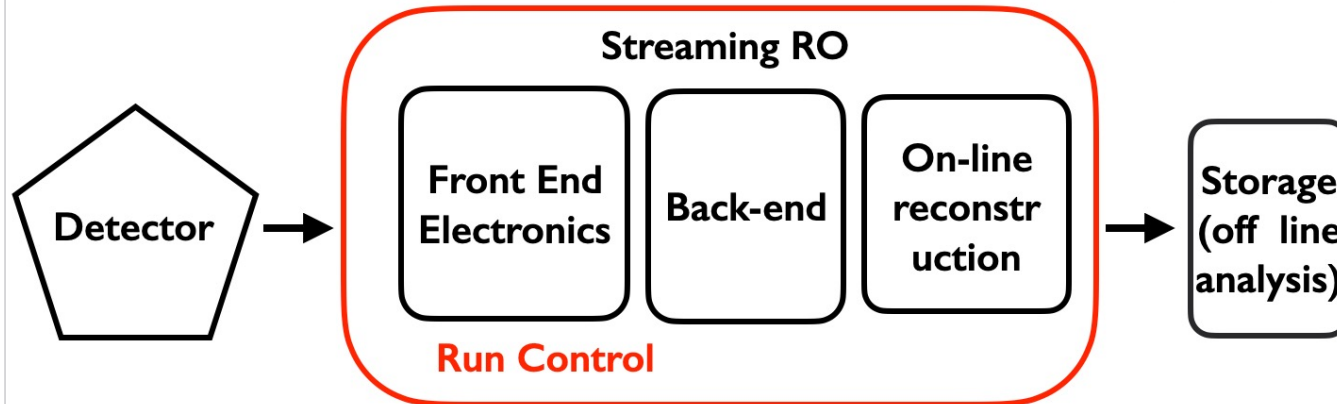 Streaming RO
Detector
Front End
Electronics
Back-end
On-line
reconstr
uction
Storage
(off line
analysis)
Run Control